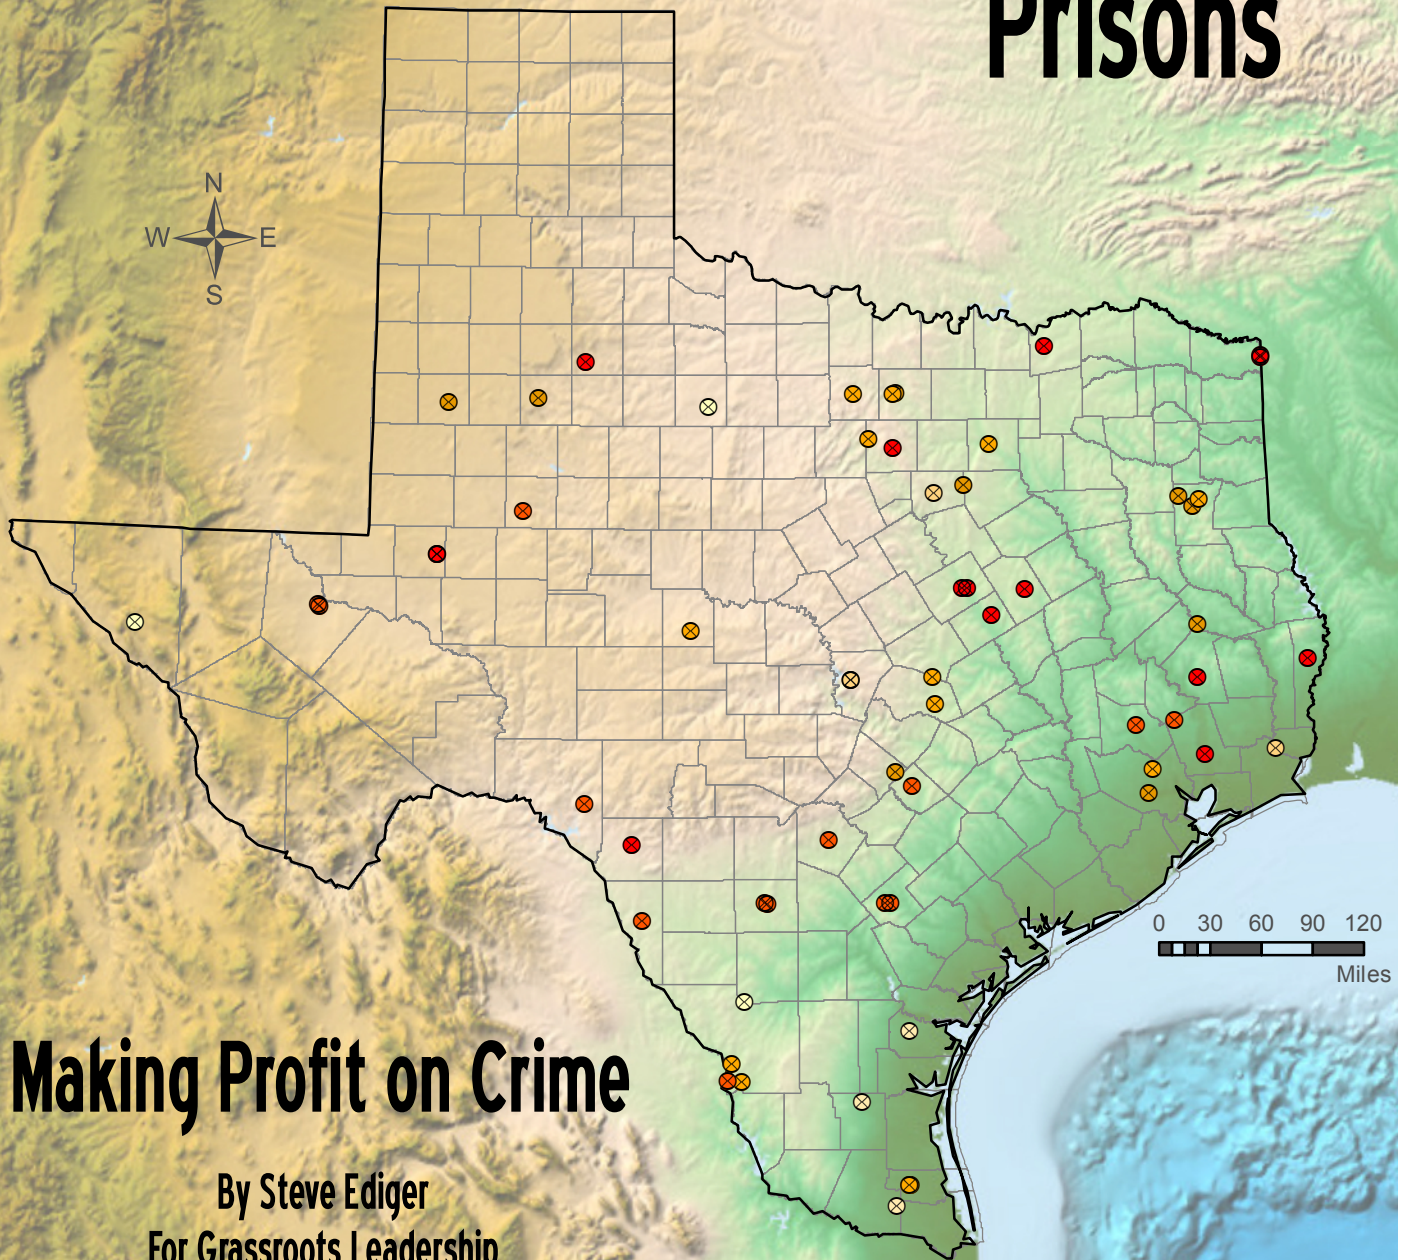 Prisons
N
W E
S
0 30 60 90 120
Miles
Making Profit on Crime
By Steve Ediger
For Grassroots Leadership